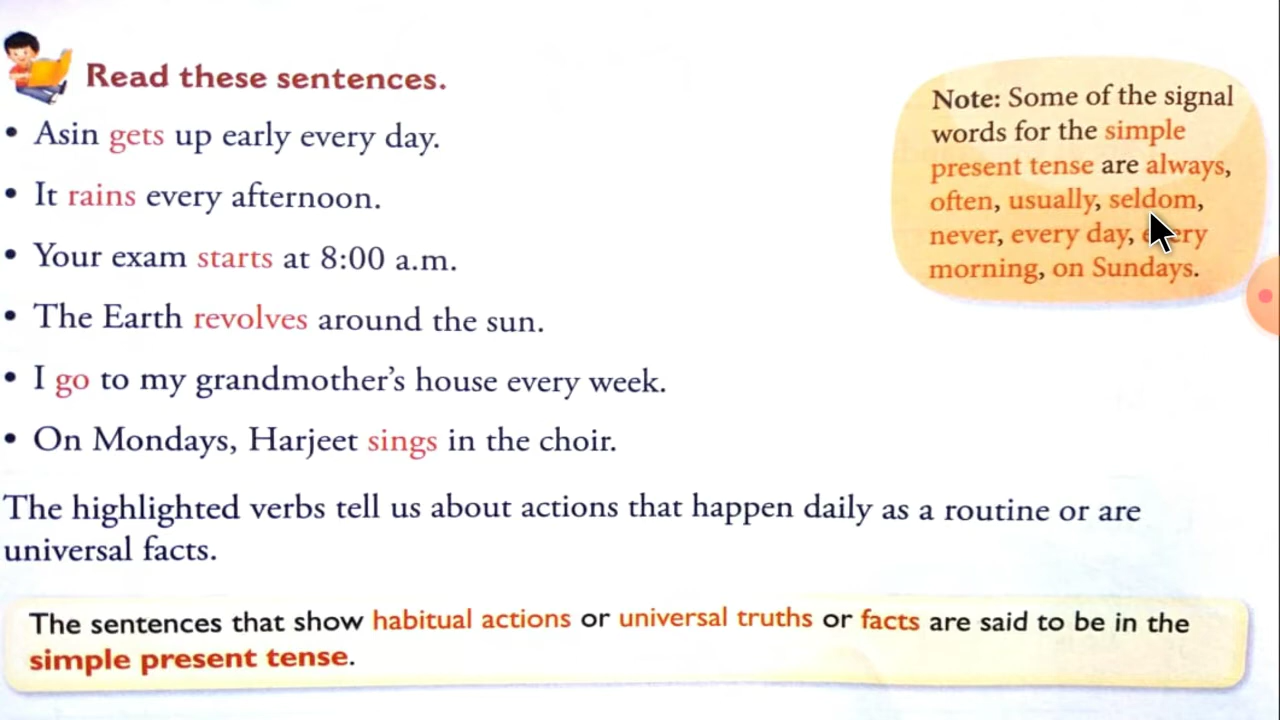 Read these sentences.
• Asin gets up early every day.
• It rains every afternoon.
• Your exam starts at 8:00 a.m.
• The Earth revolves around the sun.
• I go to my grandmother's house every week.
• On Mondays, Harjeet sings in the choir.
The highlighted verbs tell us about actions that happen daily as a routine or are
universal facts.
The sentences that show habitual actions or universal truths or facts are said to be in the
simple present tense.
Note: Some of the signal
words for the simple
present tense are always,
often, usually, seldom,
never, every day, every
morning, on Sundays.